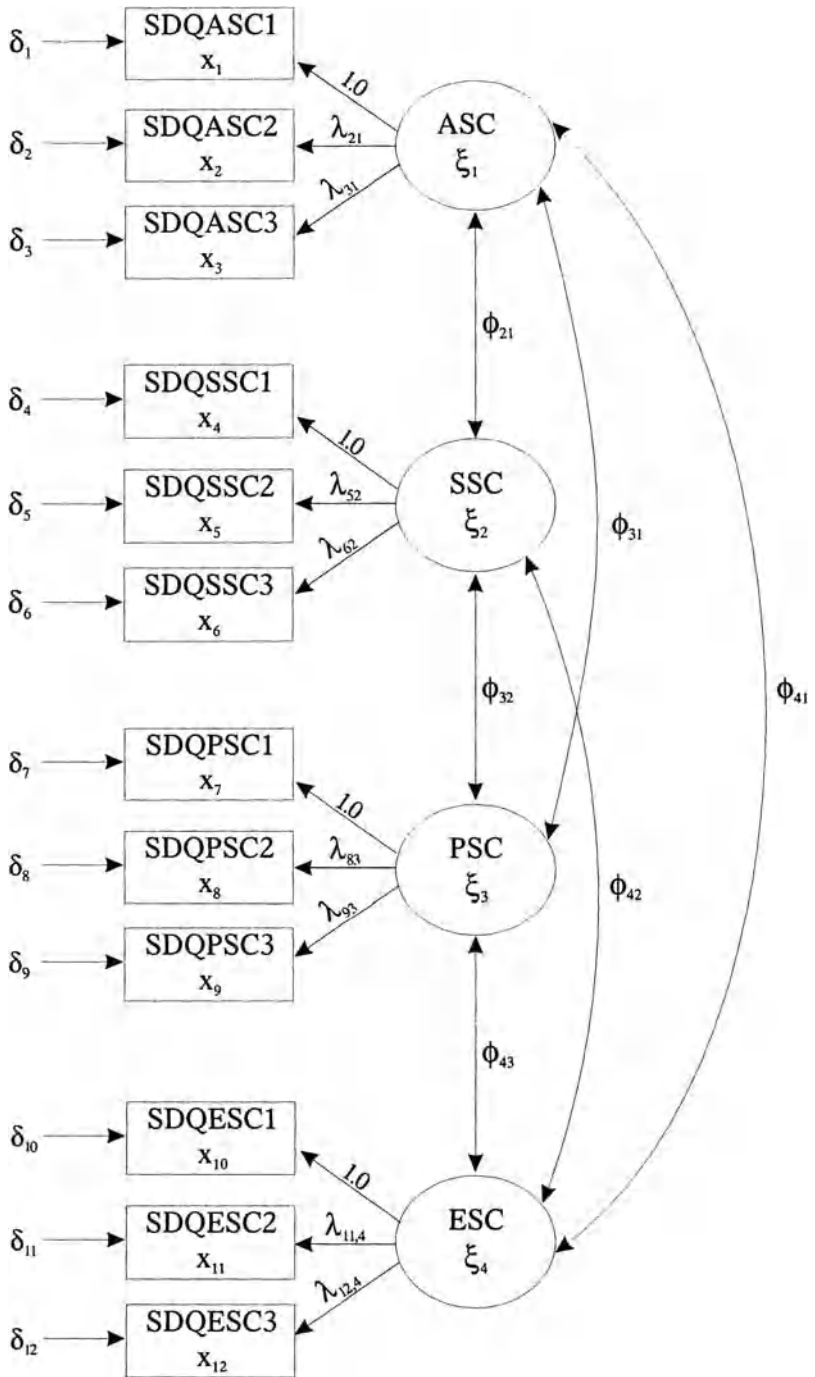 δ₁ SDQASC1
x₁
1.0
δ₂ SDQASC2
x₂
λ₂₁
ASC
ξ₁
δ₃ SDQASC3
x₃
λ₃₁
ϕ₂₁
δ₄ SDQSSC1
x₄
1.0
δ₅ SDQSSC2
x₅
λ₅₂
SSC
ξ₂
ϕ₃₁
δ₆ SDQSSC3
x₆
λ₆₂
ϕ₃₂
ϕ₄₁
δ₇ SDQPSC1
x₇
1.0
δ₈ SDQPSC2
x₈
λ₈₃
PSC
ξ₃
ϕ₄₂
δ₉ SDQPSC3
x₉
λ₉₃
ϕ₄₃
δ₁₀ SDQESC1
x₁₀
1.0
δ₁₁ SDQESC2
x₁₁
λ₁₁,₄
ESC
ξ₄
δ₁₂ SDQESC3
x₁₂
λ₁₂,₄